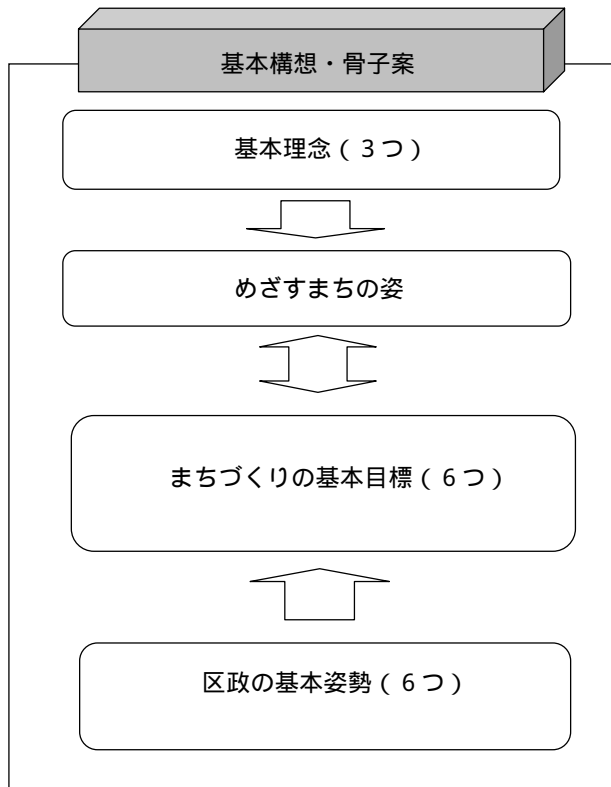 基本構想・骨子案
基本理念(3つ)
めざすまちの姿
まちづくりの基本目標(6つ)
区政の基本姿勢(6つ)